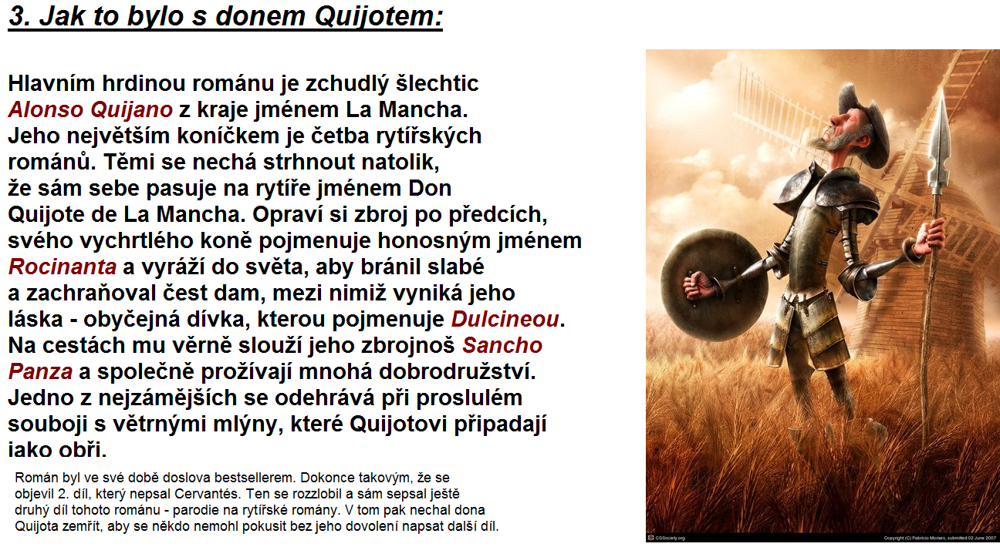 3. Jak to bylo s donem Quijotem:
Hlavním hrdinou románu je zchudlý šlechtic
Alonso Quijano z kraje jménem La Mancha.
Jeho největším koníčkem je četba rytířských
románů. Těmi se nechá strhnout natolik,
že sám sebe pasuje na rytíře jménem Don
Quijote de La Mancha. Opraví si zbroj po předcích,
svého vychrtlého koně pojmenuje honosným jménem
Rocinanta a vyráží do světa, aby bránil slabé
a zachraňoval čest dam, mezi nimiž vyniká jeho
láska - obyčejná dívka, kterou pojmenuje Dulcineou.
Na cestách mu věrně slouží jeho zbrojnoš Sancho
Panza a společně prožívají mnohá dobrodružství.
Jedno z nejzámějších se odehrává při proslulém
souboji s větrnými mlýny, které Quijotovi připadají
jako obři.
Román byl ve své době doslova bestsellerem. Dokonce takovým, že se
objevil 2. díl, který nepsal Cervantés. Ten se rozzlobil a sám sepsal ještě
druhý díl tohoto románu - parodie na rytířské romány. V tom pak nechal dona
Quijota zemřít, aby se někdo nemohl pokusit bez jeho dovolení napsat další díl.
CGSociety.org
Copyright (C) Fabricio Moraes, submitted 02 June 2007